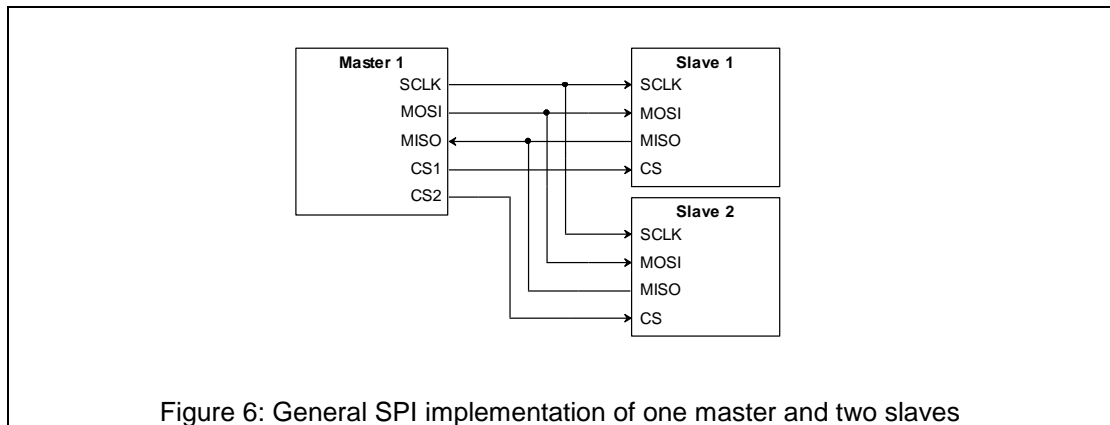 Master 1
SCLK
MOSI
MISO
CS1
CS2
Slave 1
SCLK
MOSI
MISO
CS
Slave 2
SCLK
MOSI
MISO
CS
Figure 6: General SPI implementation of one master and two slaves